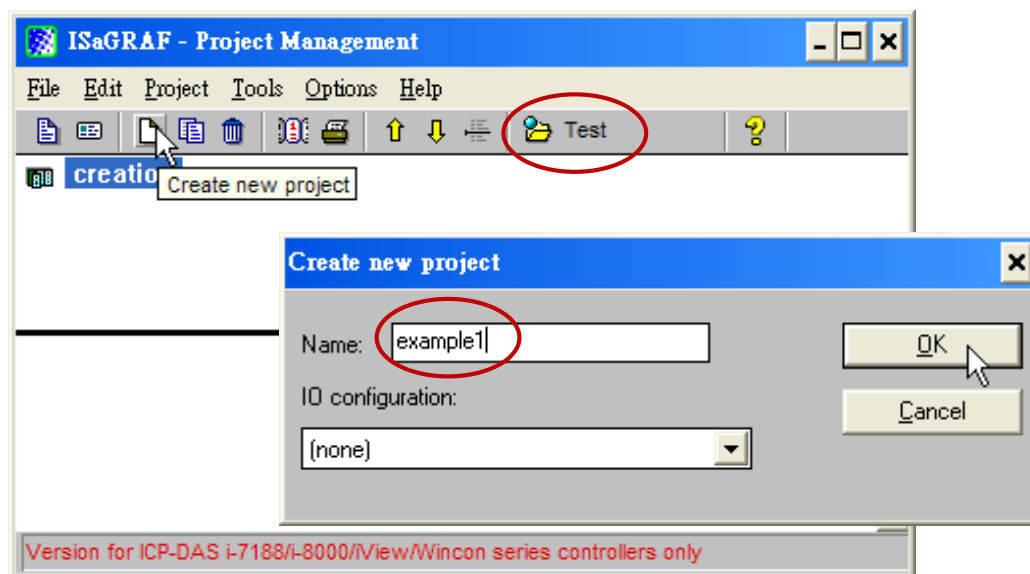 ISaGRAF - Project Management
File Edit Project Tools Options Help
Test
creation
Create new project
Create new project
Name: example1
OK
IO configuration:
Cancel
(none)
Version for ICP-DAS i-7188/i-8000/iView/Wincon series controllers only